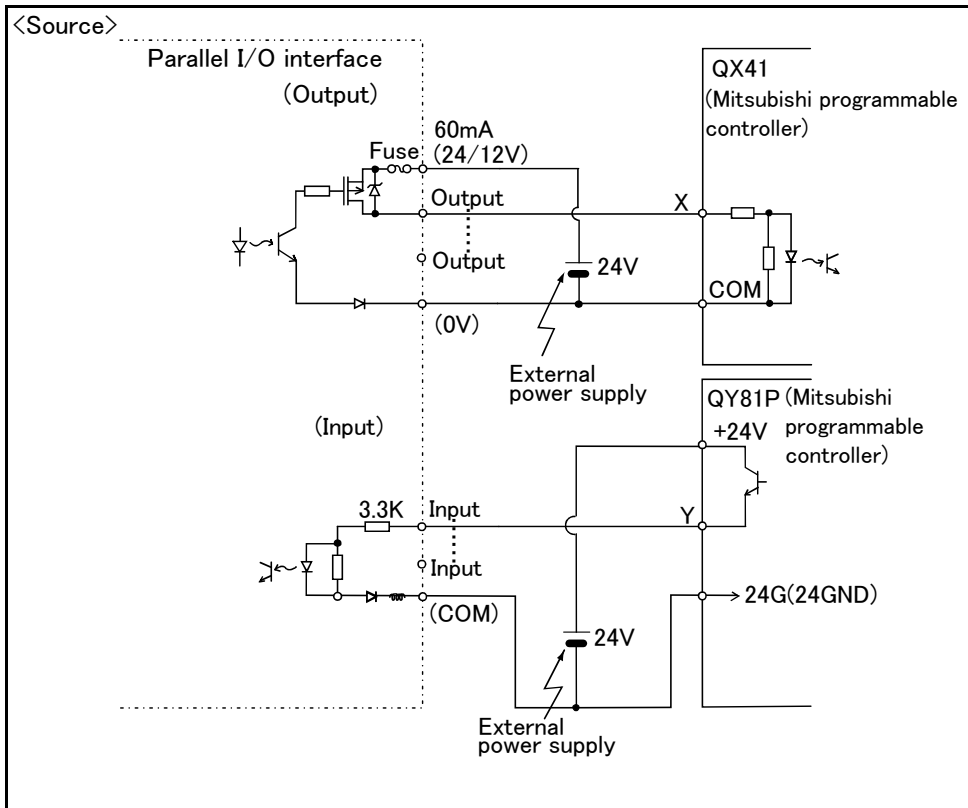 <Source>
Parallel I/O interface
(Output)
Fuse
60mA
(24/12V)
Output
Output
(0V)
24V
External
power supply
X
COM
QX41
(Mitsubishi programmable
controller)
(Input)
3.3K
Input
Input
(COM)
24V
External
power supply
QY81P (Mitsubishi
programmable
controller)
+24V
Y
24G(24GND)